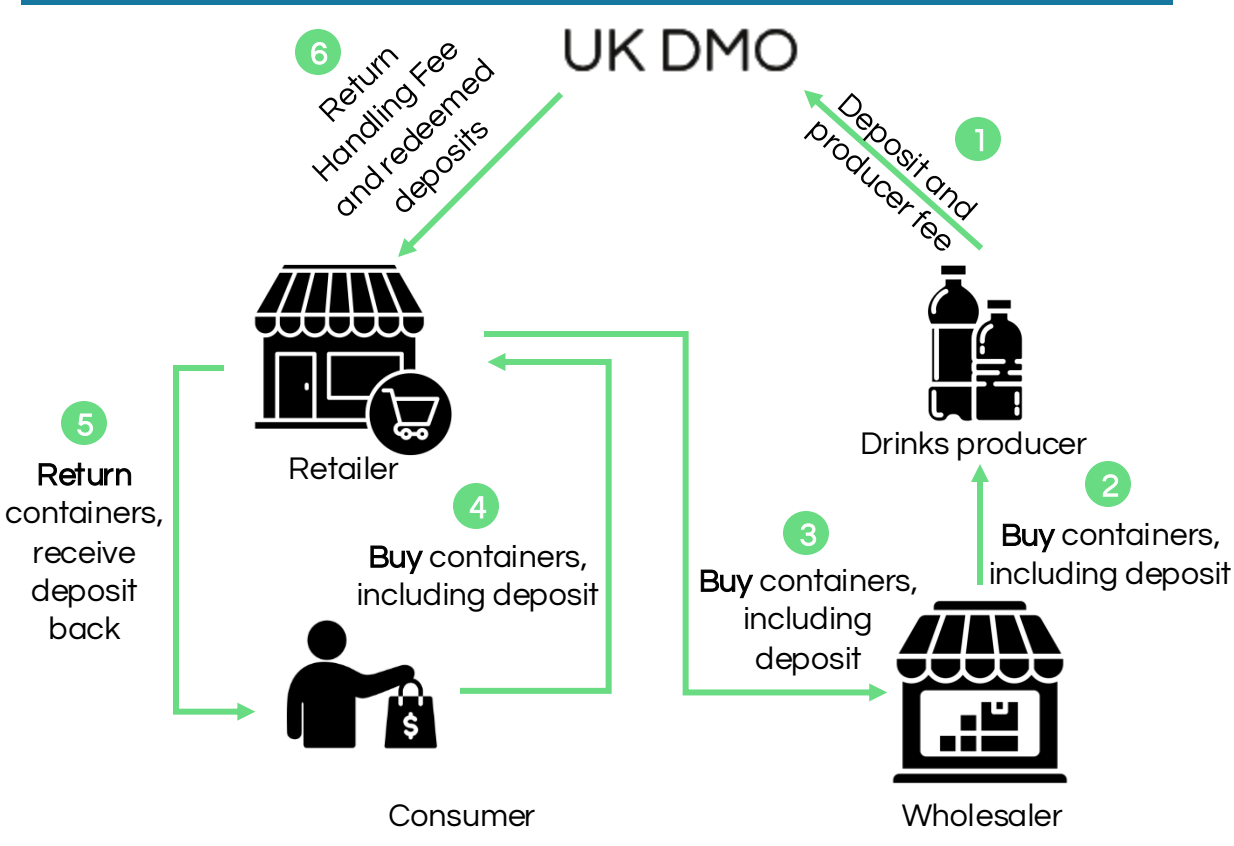 UK DMO
6
Return
Handling Fee
and redeemed
deposits
1
Deposit and
producer fee
Drinks producer
2
Buy containers,
including deposit
3
Buy containers,
including
deposit
Wholesaler
Retailer
4
Buy containers,
including deposit
5
Return
containers,
receive
deposit
back
$
Consumer